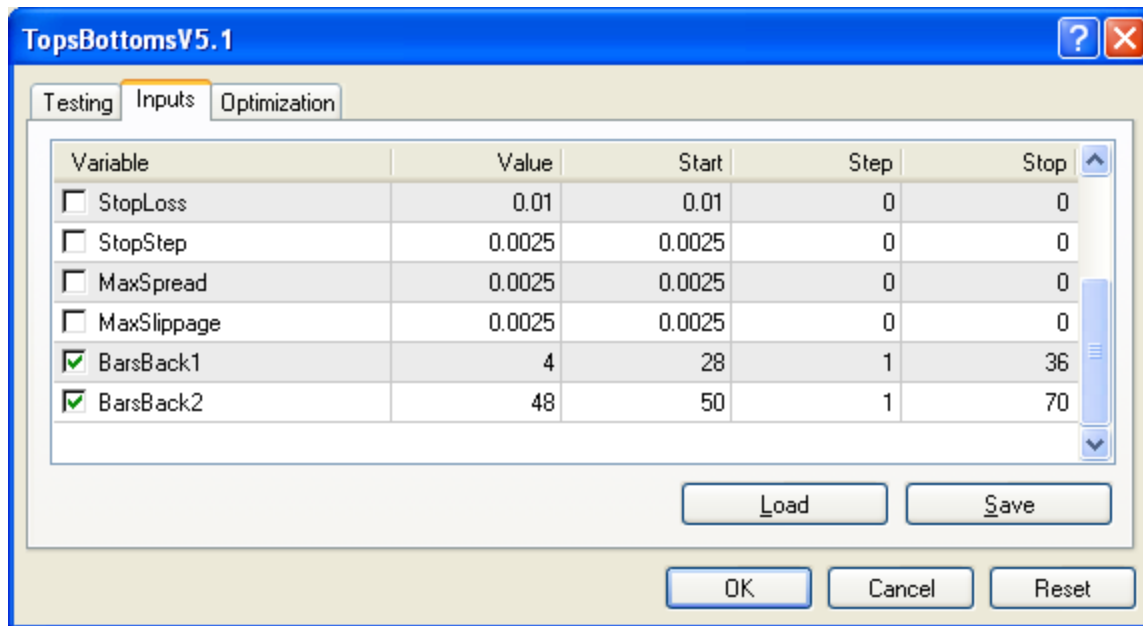 TopsBottomsV5.1
Testing Inputs Optimization
Variable Value Start Step Stop
StopLoss 0.01 0.01 0 0
StopStep 0.0025 0.0025 0 0
MaxSpread 0.0025 0.0025 0 0
MaxSlippage 0.0025 0.0025 0 0
BarsBack1 4 28 1 36
BarsBack2 48 50 1 70
Load Save
OK Cancel Reset